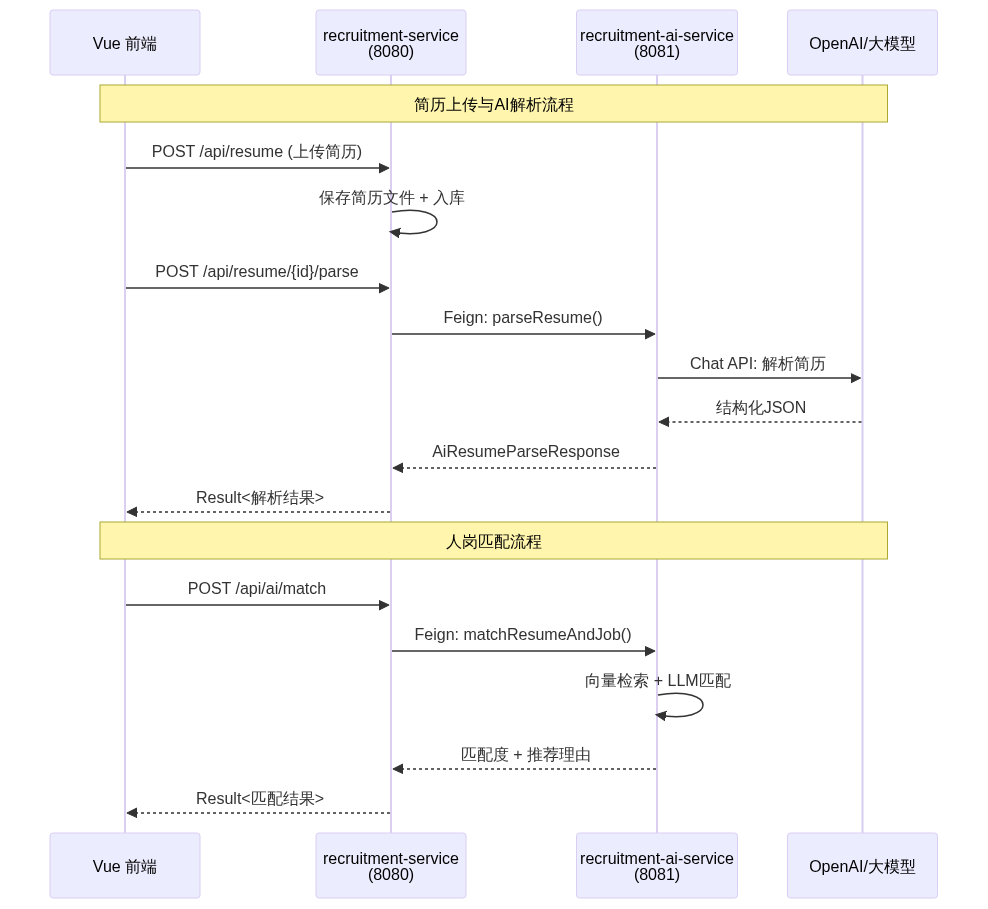 Vue 前端
recruitment-service
(8080)
recruitment-ai-service
(8081)
OpenAI/大模型
简历上传与AI解析流程
POST /api/resume (上传简历)
保存简历文件 + 入库
POST /api/resume/{id}/parse
Feign: parseResume()
Chat API: 解析简历
结构化JSON
AiResumeParseResponse
Result<解析结果>
人岗匹配流程
POST /api/ai/match
Feign: matchResumeAndJob()
向量检索 + LLM匹配
匹配度 + 推荐理由
Result<匹配结果>
Vue 前端
recruitment-service
(8080)
recruitment-ai-service
(8081)
OpenAI/大模型